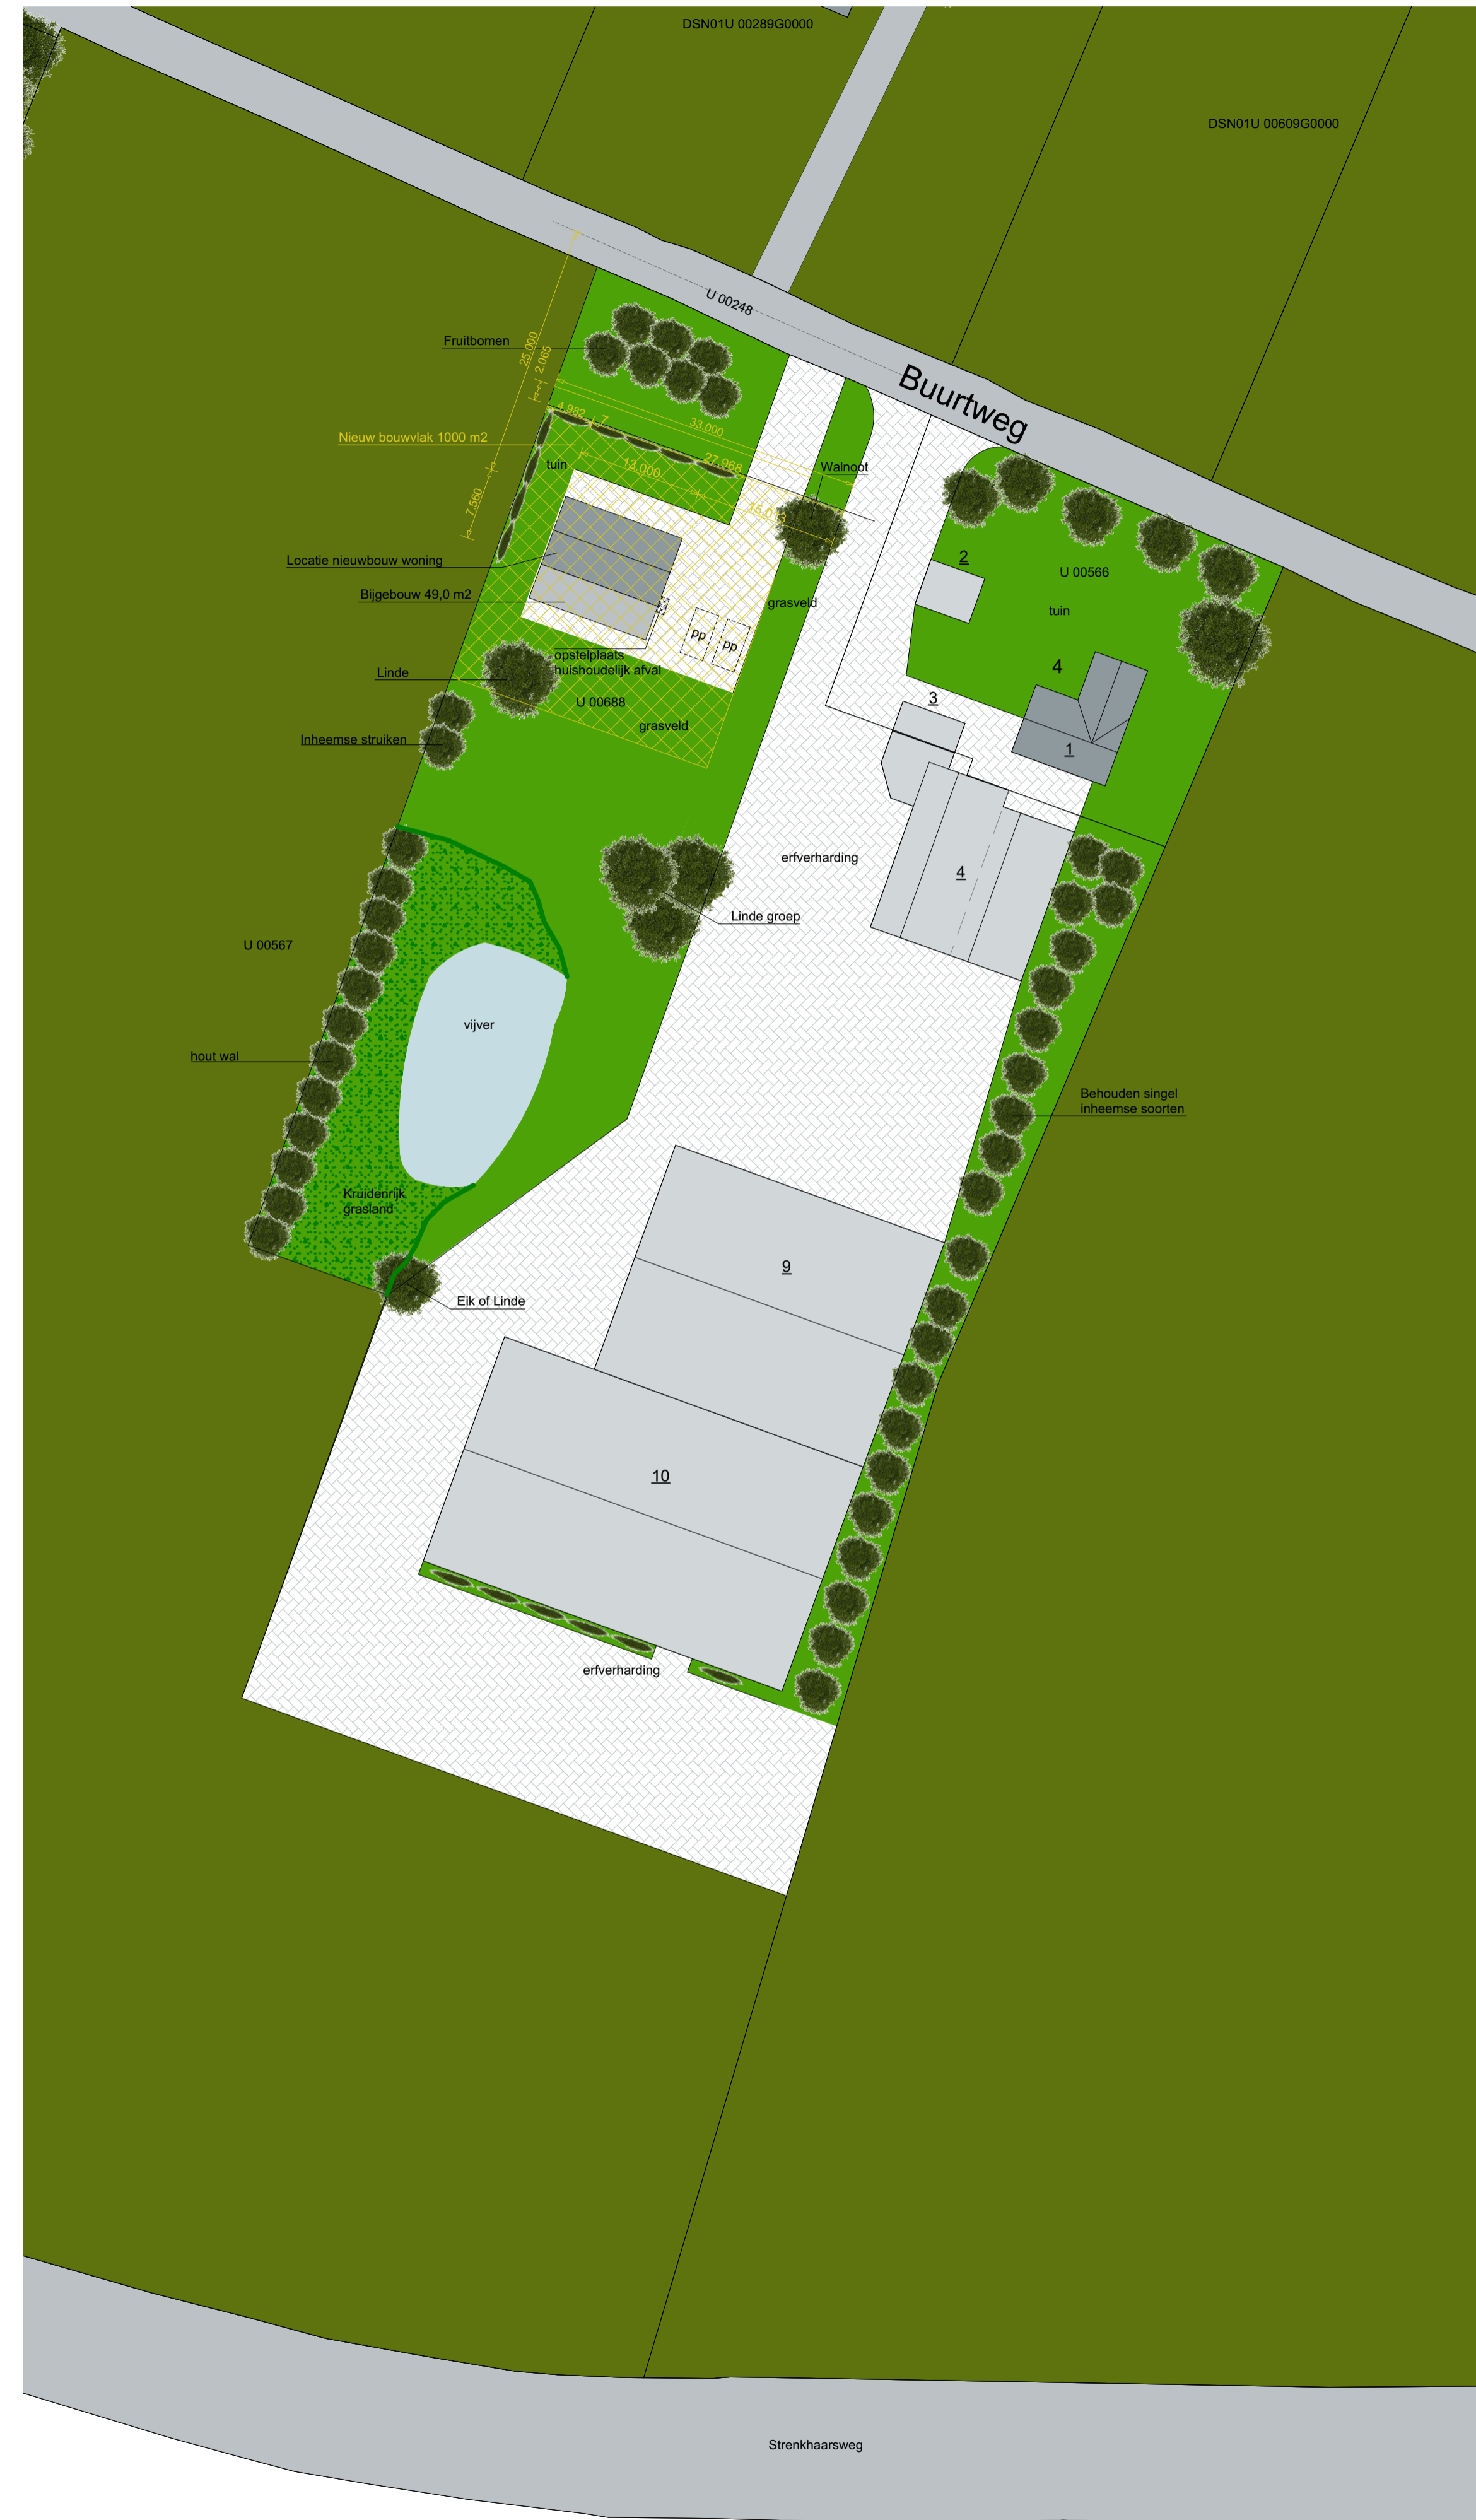 DSN01U 00289G0000
DSN01U 00609G0000
U 00248
Buurtweg
Fruitbomen
25.000
2.065
4.982
7
33.000
Nieuw bouwvlak 1000 m2
27.968
13.000
tuin
Walnoot
7.560
Locatie nieuwbouw woning
2
U 00566
Bijgebouw 49,0 m2
grasveld
tuin
pp
pp
opstelplaats
huishoudelijk afval
Linde
4
U 00688
3
grasveld
Inheemse struiken
1
erfverharding
4
Linde groep
U 00567
vijver
hout wal
Behouden singel
inheemse soorten
Kruidenrijk
grasland
9
Eik of Linde
10
erfverharding
Strenkhaarsweg